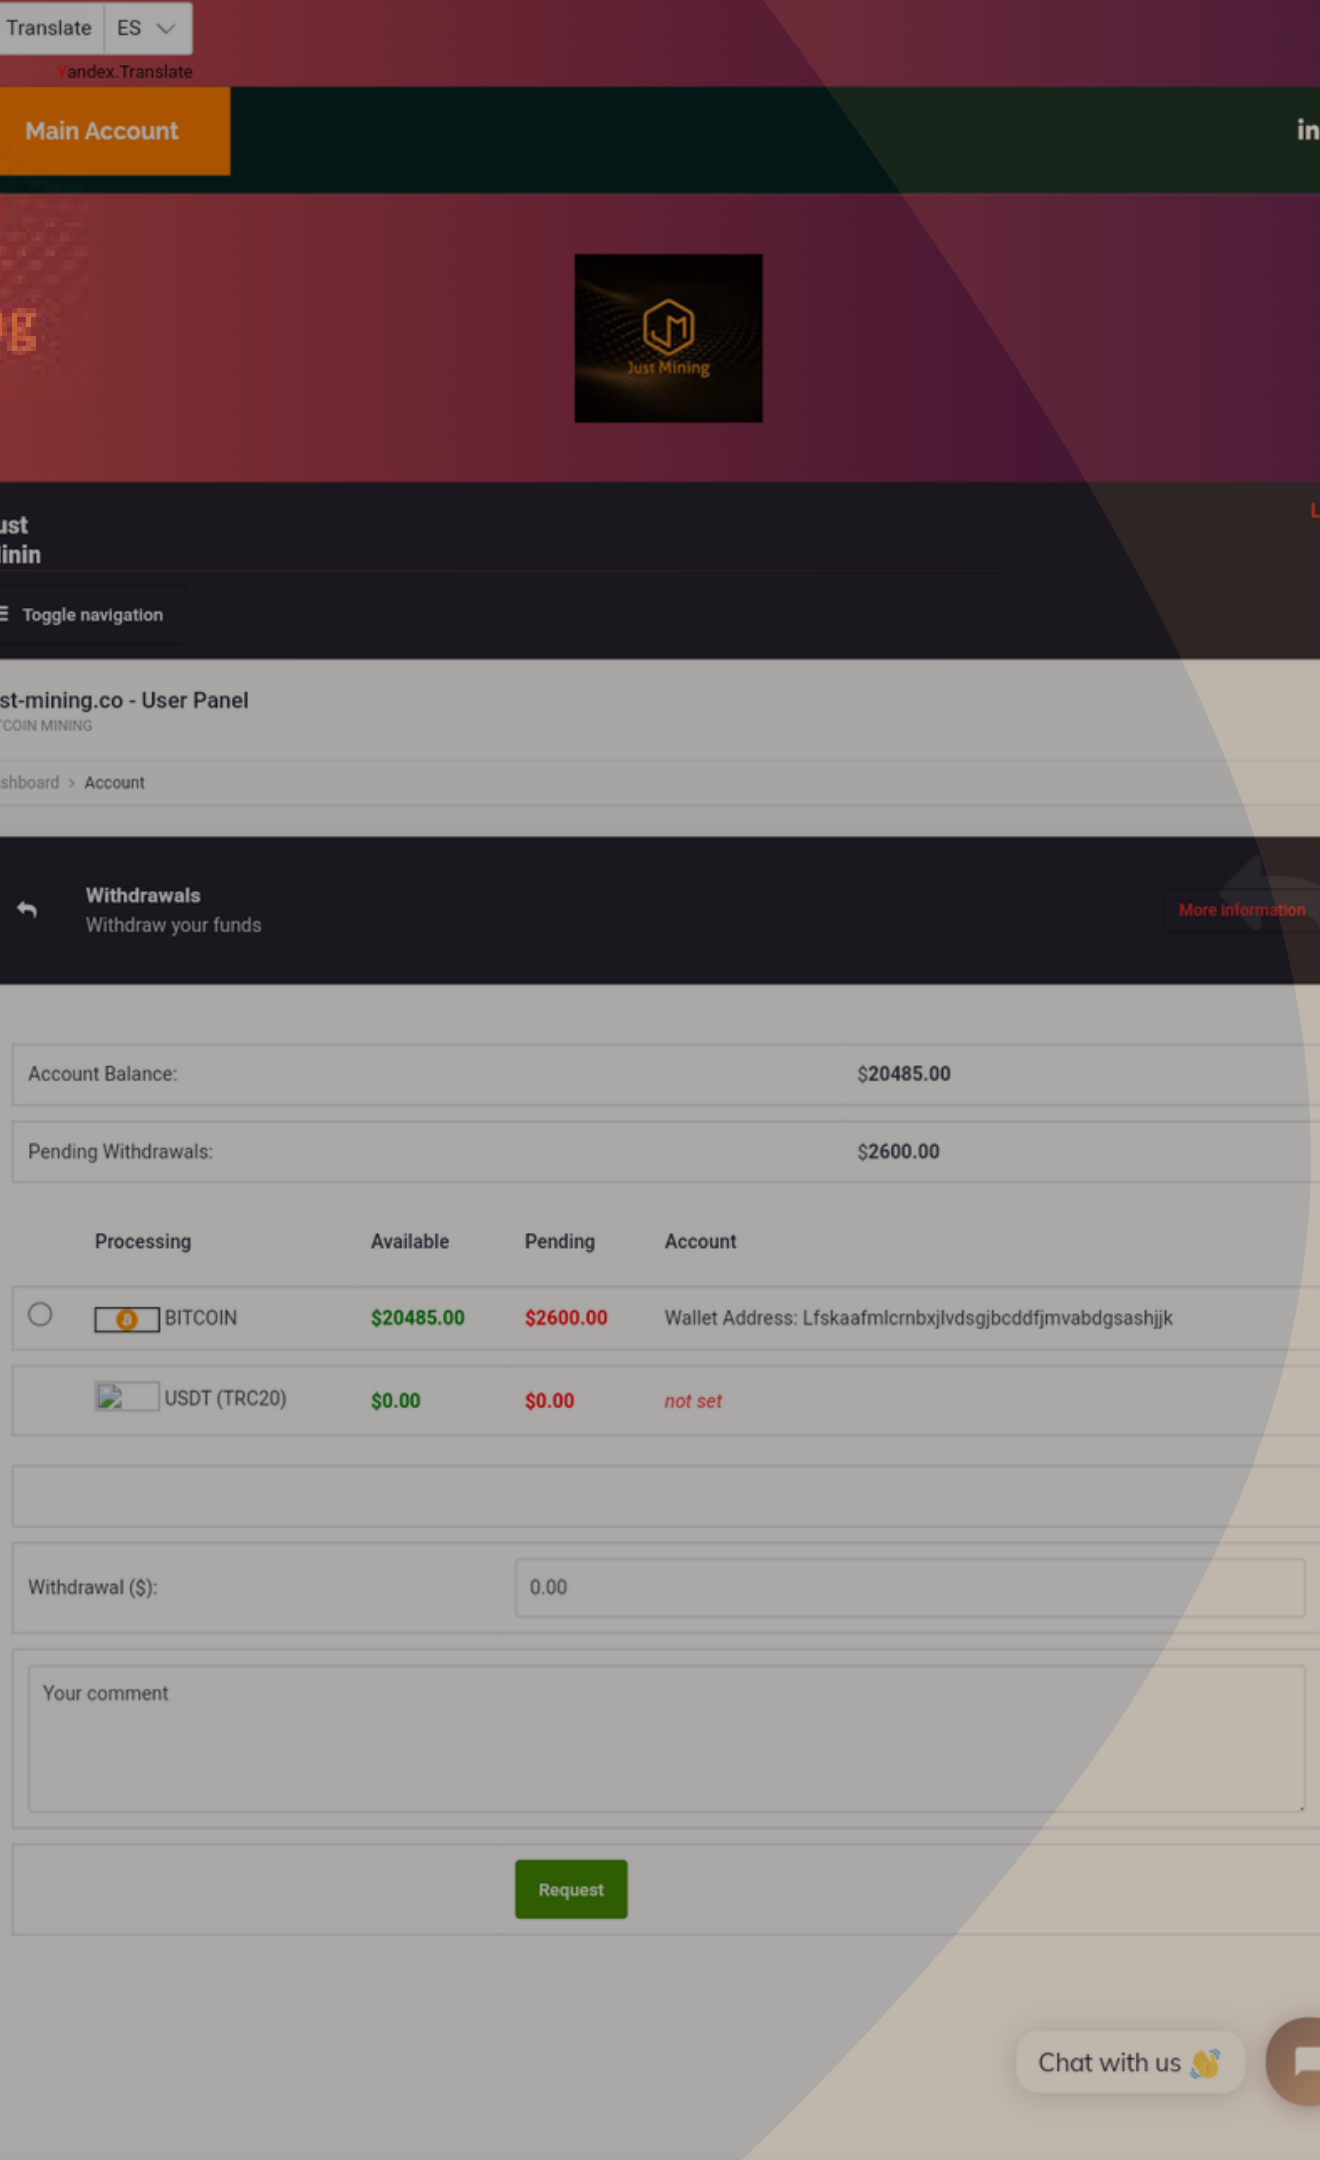 Translate ES
Yandex.Translate
Main Account
in
g
Just Mining
ust
inin
L
Toggle navigation
st-mining.co - User Panel
COIN MINING
shboard > Account
Withdrawals
Withdraw your funds
More information
Account Balance: $20485.00
Pending Withdrawals: $2600.00
Processing Available Pending Account
BITCOIN $20485.00 $2600.00 Wallet Address: Lfskaafmlcrnbxjlvdsgjbcddfjmvabdgsashjjk
USDT (TRC20) $0.00 $0.00 not set
Withdrawal ($): 0.00
Your comment
Request
Chat with us 👋